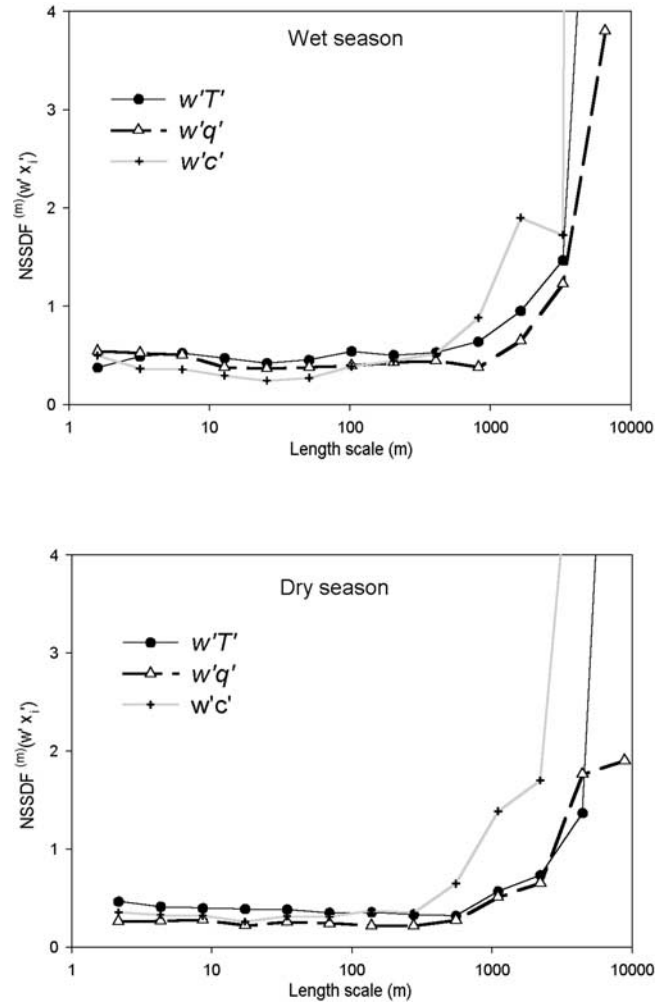 4
Wet season
w'T'
w'q'
w'c'
3
2
1
0
NSSDF (m)(w' xi')
1 10 100 1000 10000
Length scale (m)
4
Dry season
w'T'
w'q'
w'c'
3
2
1
0
NSSDF (m)(w' xi')
1 10 100 1000 10000
Length scale (m)